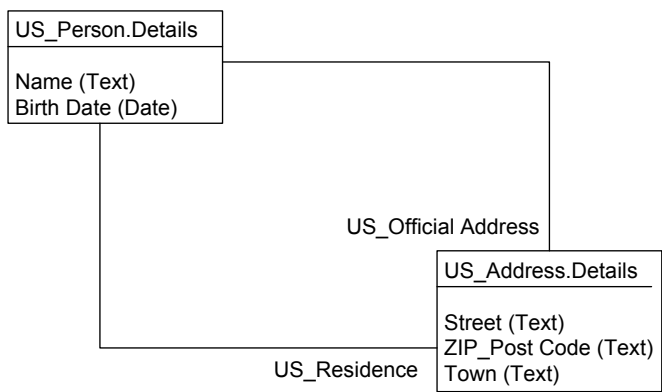 US_Person.Details
Name (Text)
Birth Date (Date)
US_Official Address
US_Address.Details
Street (Text)
ZIP_Post Code (Text)
Town (Text)
US_Residence